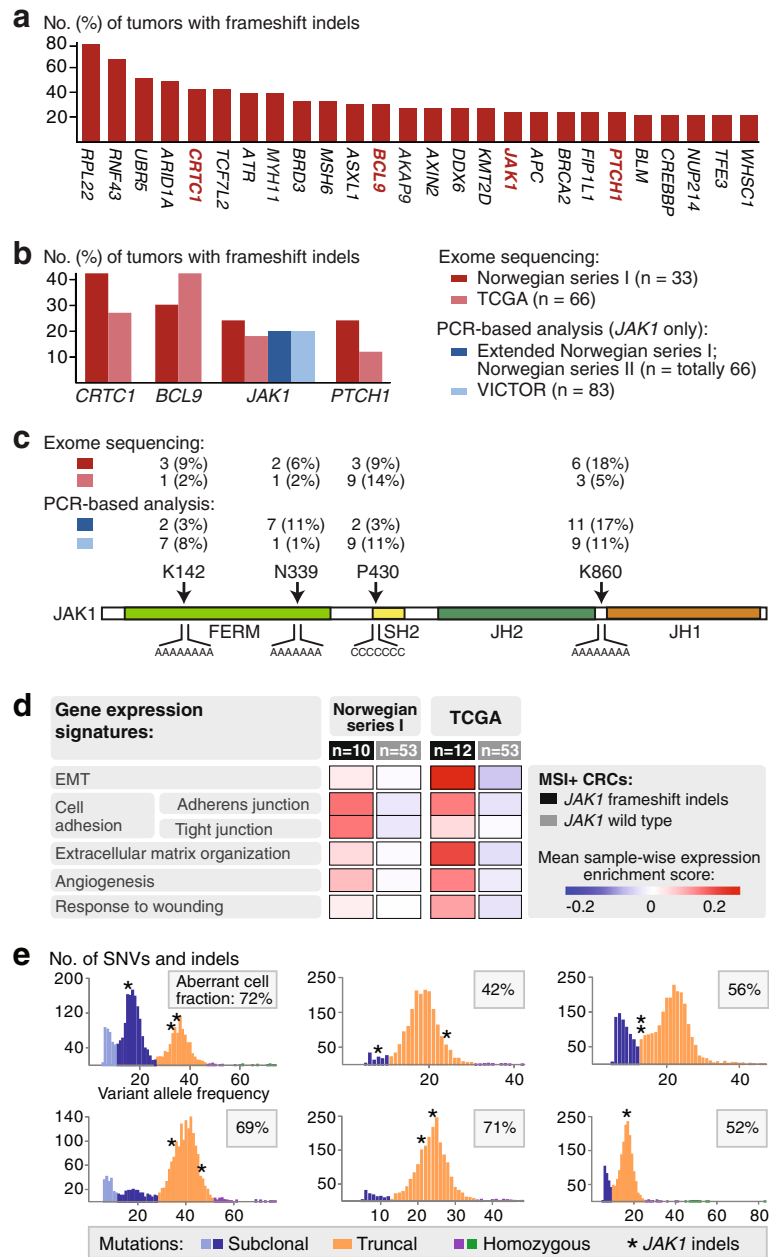 a
No. (%) of tumors with frameshift indels
80
60
40
20
RPL22 RNF43 UBR5 ARID1A CRTC1 TCF7L2 ATR MYH11 BRD3 MSH6 ASXL1 BCL9 AKAP9 AXIN2 DDX6 KMT2D JAK1 APC BRCA2 FIP1L1 PTCH1 BLM CREBBP NUP214 TFE3 WHSC1
b
No. (%) of tumors with frameshift indels
40
30
20
10
CRTC1 BCL9 JAK1 PTCH1
Exome sequencing:
Norwegian series I (n = 33)
TCGA (n = 66)
PCR-based analysis (JAK1 only):
Extended Norwegian series I;
Norwegian series II (n = totally 66)
VICTOR (n = 83)
c
Exome sequencing:
3 (9%) 2 (6%) 3 (9%) 6 (18%)
1 (2%) 1 (2%) 9 (14%) 3 (5%)
PCR-based analysis:
2 (3%) 7 (11%) 2 (3%) 11 (17%)
7 (8%) 1 (1%) 9 (11%) 9 (11%)
K142 N339 P430 K860
JAK1
FERM SH2 JH2 JH1
AAAAAAAA AAAAAAA CCCCCCC AAAAAAAA
d
Gene expression
signatures:
Norwegian
series I
TCGA
n=10 n=53 n=12 n=53
EMT
Cell
adhesion
Adherens junction
Tight junction
Extracellular matrix organization
Angiogenesis
Response to wounding
MSI+ CRCs:
JAK1 frameshift indels
JAK1 wild type
Mean sample-wise expression
enrichment score:
-0.2 0 0.2
e
No. of SNVs and indels
200
120
40
Aberrant cell
fraction: 72%
* * *
20 40 60
Variant allele frequency
250
150
50
42%
* *
20 40
250
150
50
56%
* *
20 40
140
100
60
20
69%
* *
20 40 60
250
150
50
71%
* *
10 20 30 40
250
150
50
52%
*
20 40 60 80
Mutations: Subclonal Truncal Homozygous * JAK1 indels